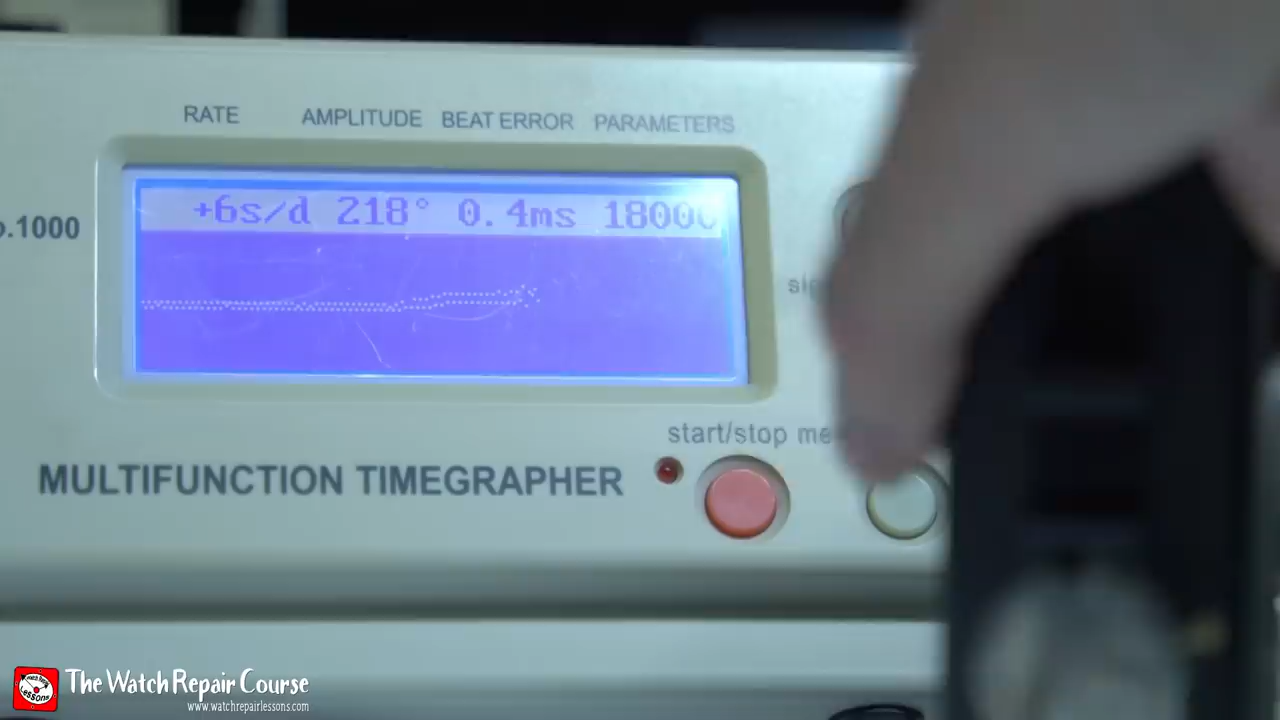 RATE AMPLITUDE BEAT ERROR PARAMETERS
+6s/d 218° 0.4ms 18000
.1000
start/stop me
MULTIFUNCTION TIMEGRAPHER
The Watch Repair Course
www.watchrepairlessons.com